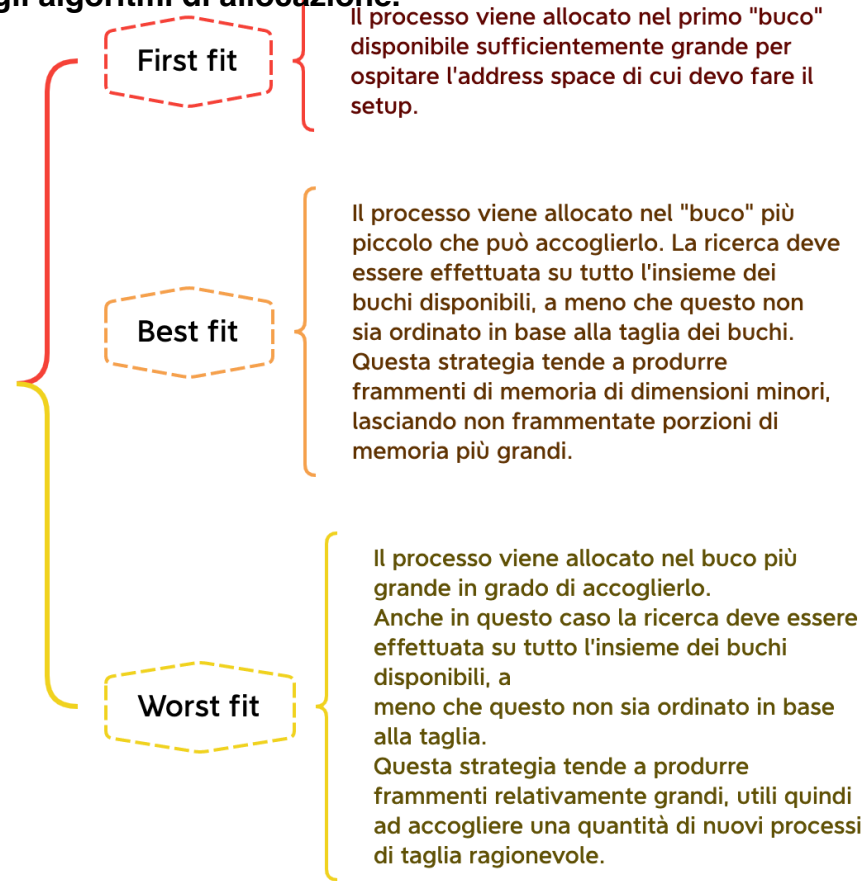 gli algoritmi di allocazione.
First fit
Il processo viene allocato nel primo "buco"
disponibile sufficientemente grande per
ospitare l'address space di cui devo fare il
setup.
Best fit
Il processo viene allocato nel "buco" più
piccolo che può accoglierlo. La ricerca deve
essere effettuata su tutto l'insieme dei
buchi disponibili, a meno che questo non
sia ordinato in base alla taglia dei buchi.
Questa strategia tende a produrre
frammenti di memoria di dimensioni minori,
lasciando non frammentate porzioni di
memoria più grandi.
Worst fit
Il processo viene allocato nel buco più
grande in grado di accoglierlo.
Anche in questo caso la ricerca deve essere
effettuata su tutto l'insieme dei buchi
disponibili, a
meno che questo non sia ordinato in base
alla taglia.
Questa strategia tende a produrre
frammenti relativamente grandi, utili quindi
ad accogliere una quantità di nuovi processi
di taglia ragionevole.